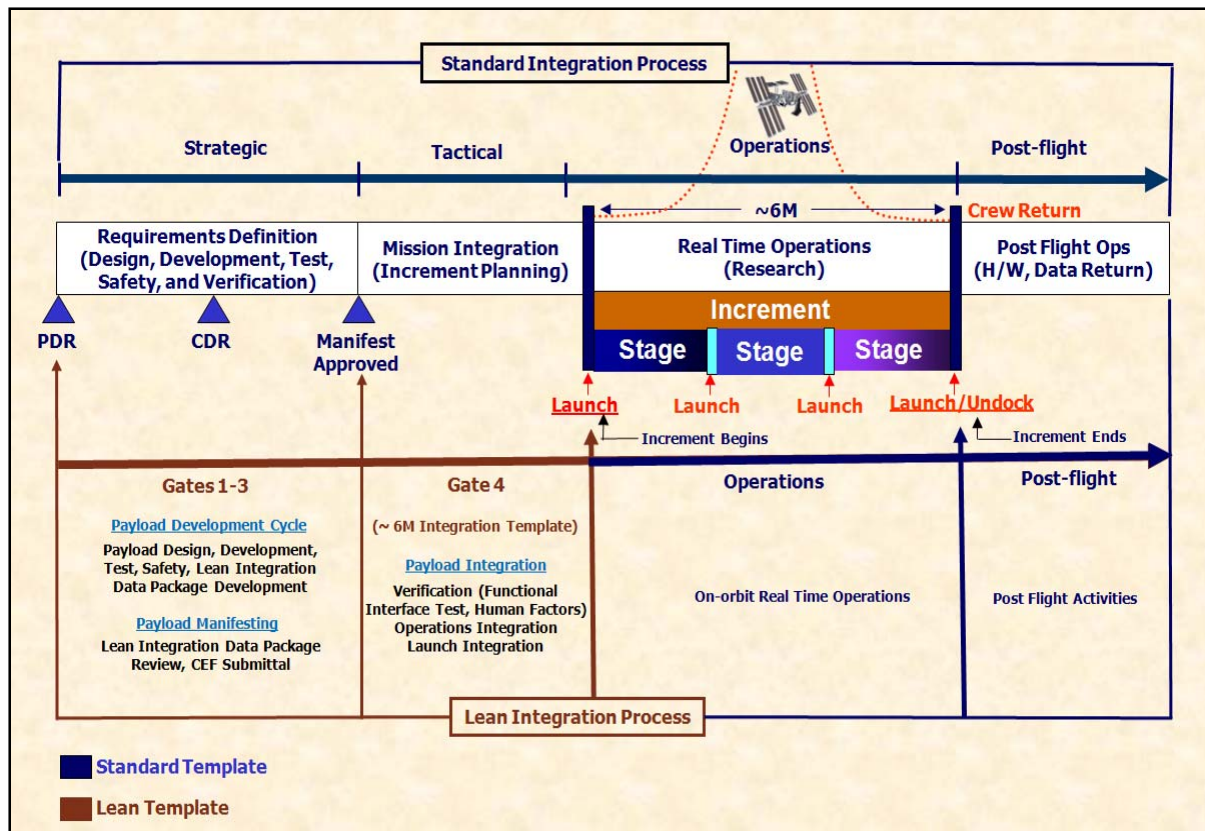 Standard Integration Process
Strategic
Tactical
Operations
Post-flight
~6M
Crew Return
Requirements Definition
(Design, Development, Test,
Safety, and Verification)
Mission Integration
(Increment Planning)
Real Time Operations
(Research)
Post Flight Ops
(H/W, Data Return)
Increment
Stage
Stage
Stage
PDR
CDR
Manifest
Approved
Launch
Launch
Launch
Launch/Undock
Increment Begins
Increment Ends
Gates 1-3
Payload Development Cycle
Payload Design, Development,
Test, Safety, Lean Integration
Data Package Development
Payload Manifesting
Lean Integration Data Package
Review, CEF Submittal
Gate 4
(~ 6M Integration Template)
Payload Integration
Verification (Functional
Interface Test, Human Factors)
Operations Integration
Launch Integration
Operations
On-orbit Real Time Operations
Post-flight
Post Flight Activities
Lean Integration Process
Standard Template
Lean Template